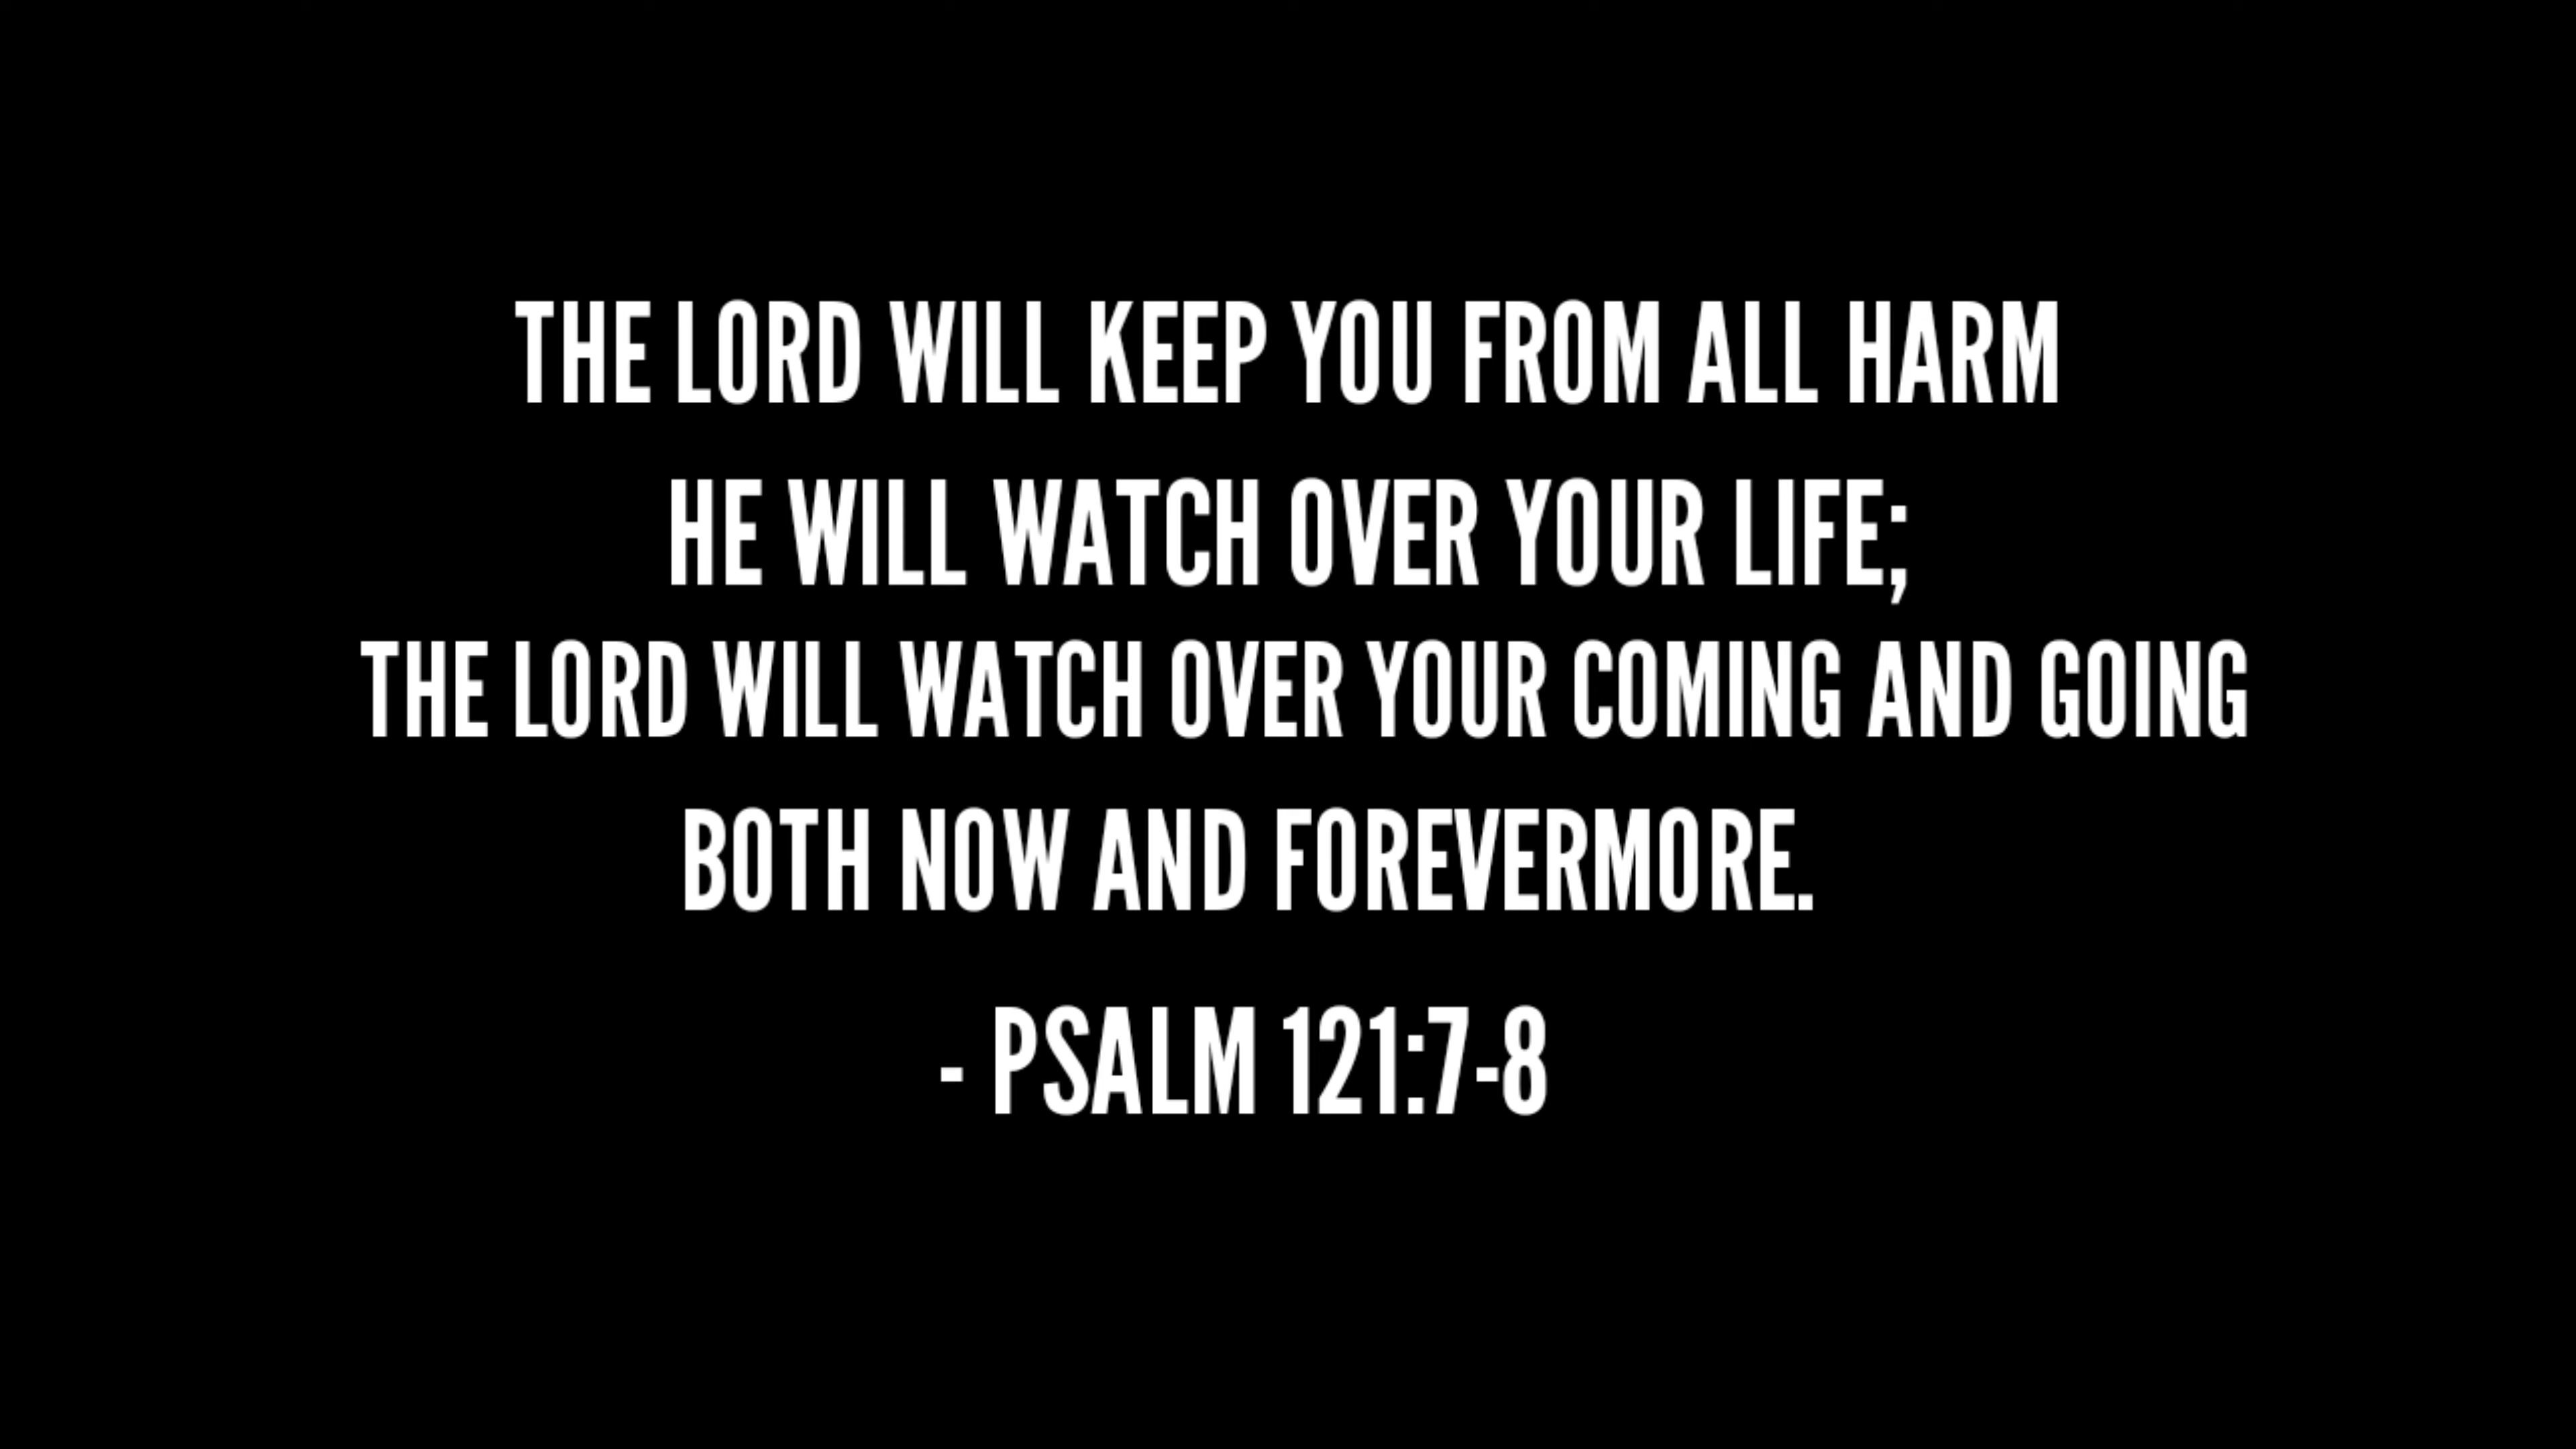 THE LORD WILL KEEP YOU FROM ALL HARM
HE WILL WATCH OVER YOUR LIFE;
THE LORD WILL WATCH OVER YOUR COMING AND GOING
BOTH NOW AND FOREVERMORE.
- PSALM 121:7-8